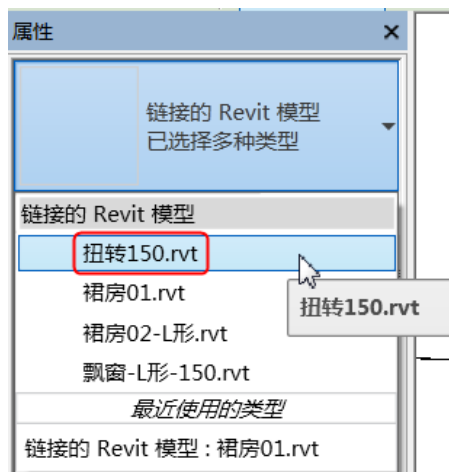 属性
链接的 Revit 模型
已选择多种类型
链接的 Revit 模型
扭转150.rvt
裙房01.rvt
扭转150.rvt
裙房02-L形.rvt
飘窗-L形-150.rvt
最近使用的类型
链接的 Revit 模型 : 裙房01.rvt